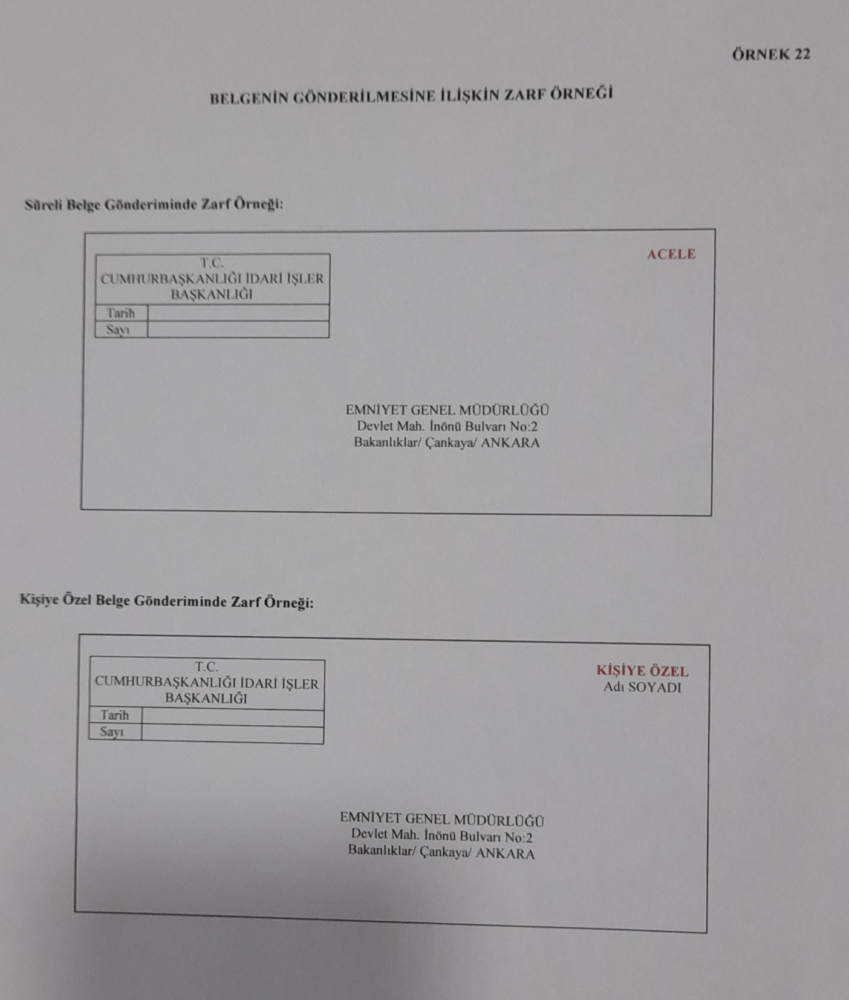 ÖRNEK 22
BELGENİN GÖNDERİLMESİNE İLİŞKİN ZARF ÖRNEĞİ
Süreli Belge Gönderiminde Zarf Örneği:
ACELE
T.C.
CUMHURBAŞKANLIĞI İDARİ İŞLER
BAŞKANLIĞI
Tarih
Sayı
EMNİYET GENEL MÜDÜRLÜĞÜ
Devlet Mah. İnönü Bulvarı No:2
Bakanlıklar/ Çankaya/ ANKARA
Kişiye Özel Belge Gönderiminde Zarf Örneği:
KİŞİYE ÖZEL
Adı SOYADI
T.C.
CUMHURBAŞKANLIĞI İDARİ İŞLER
BAŞKANLIĞI
Tarih
Sayı
EMNİYET GENEL MÜDÜRLÜĞÜ
Devlet Mah. İnönü Bulvarı No:2
Bakanlıklar/ Çankaya/ ANKARA